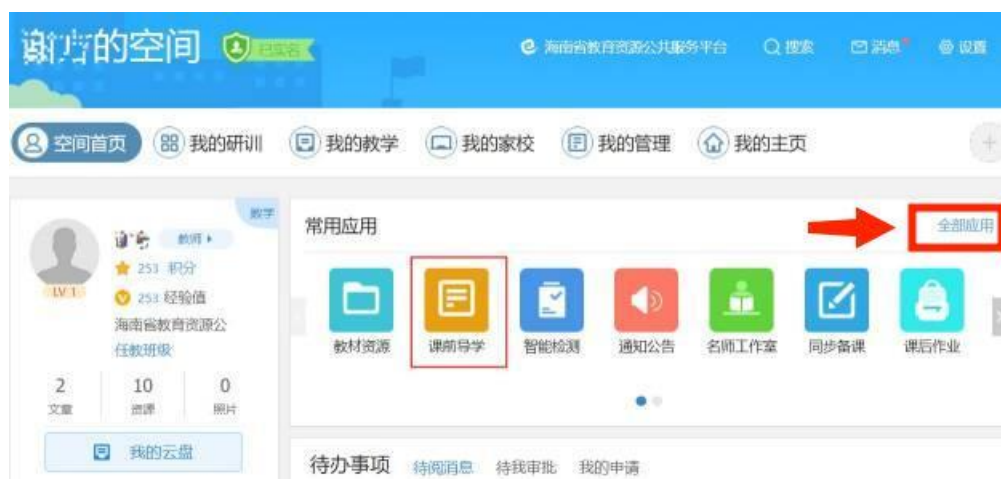 的空间 已实名
海南省教育资源公共服务平台 搜索 消息 设置
空间首页 我的研训 我的教学 我的家校 我的管理 我的主页
数学
教师
LV 1
253 积分
253 经验值
海南省教育资源公
任教班级
2 10 0
文章 资源 照片
我的云盘
常用应用 全部应用
教材资源 课前导学 智能检测 通知公告 名师工作室 同步备课 课后作业
待办事项 待阅消息 待我审批 我的申请